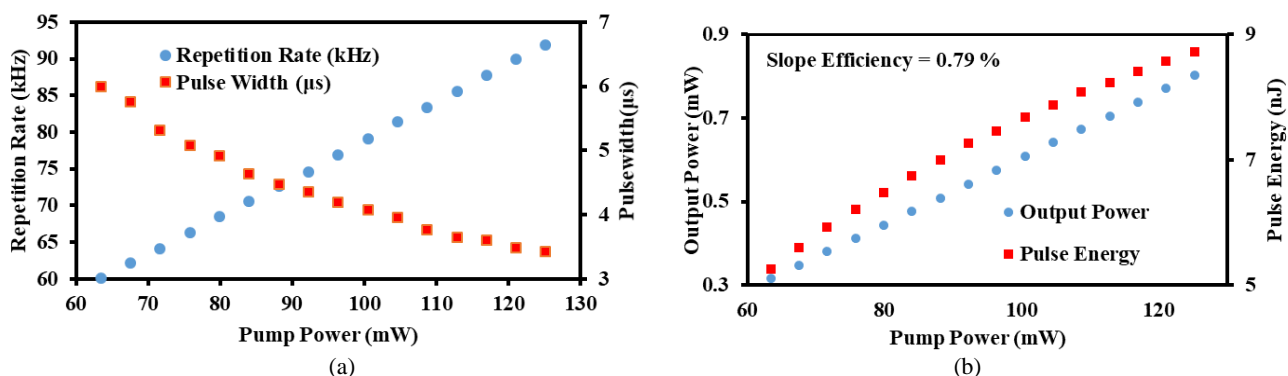 95
90
85
80
75
70
65
60
Repetition Rate (kHz)
Repetition Rate (kHz)
Pulse Width (µs)
7
6
5
4
3
Pulsewidth(µs)
60 70 80 90 100 110 120 130
Pump Power (mW)
(a)
0.9
0.7
0.5
0.3
Output Power (mW)
Slope Efficiency = 0.79 %
Output Power
Pulse Energy
9
7
5
Pulse Energy (nJ)
60 80 100 120
Pump Power (mW)
(b)